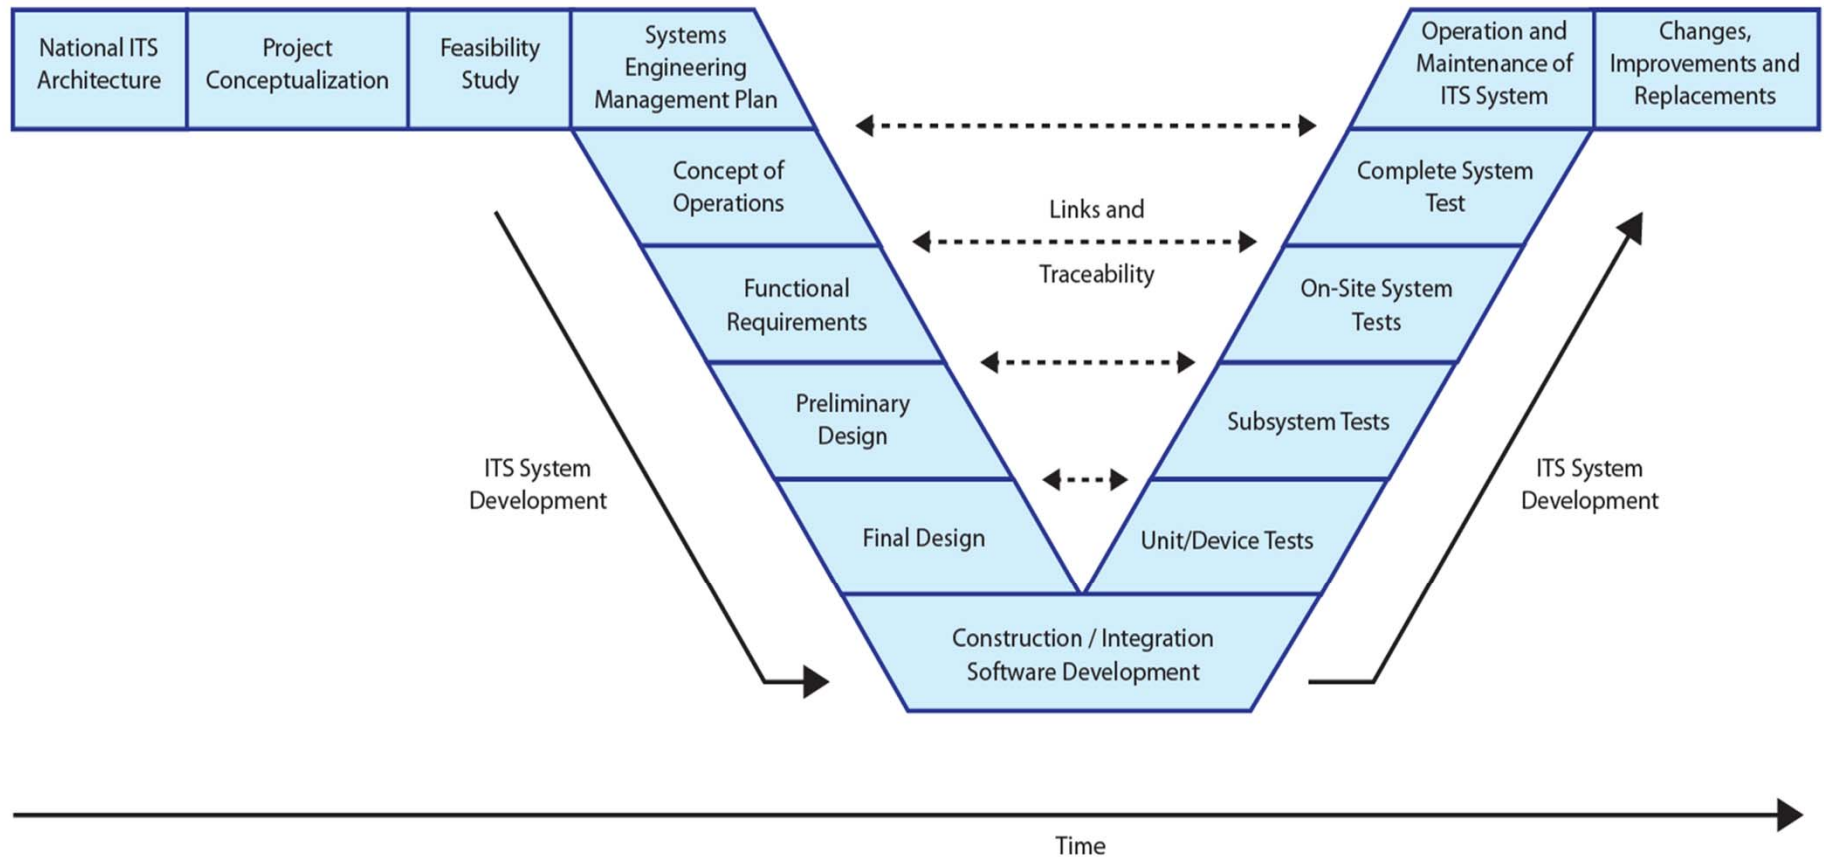 National ITS
Architecture
Project
Conceptualization
Feasibility
Study
Systems
Engineering
Management Plan
Operation and
Maintenance of
ITS System
Changes,
Improvements and
Replacements
Concept of
Operations
Links and
Traceability
Complete System
Test
Functional
Requirements
On-Site System
Tests
Preliminary
Design
Subsystem Tests
ITS System
Development
ITS System
Development
Final Design
Unit/Device Tests
Construction / Integration
Software Development
Time